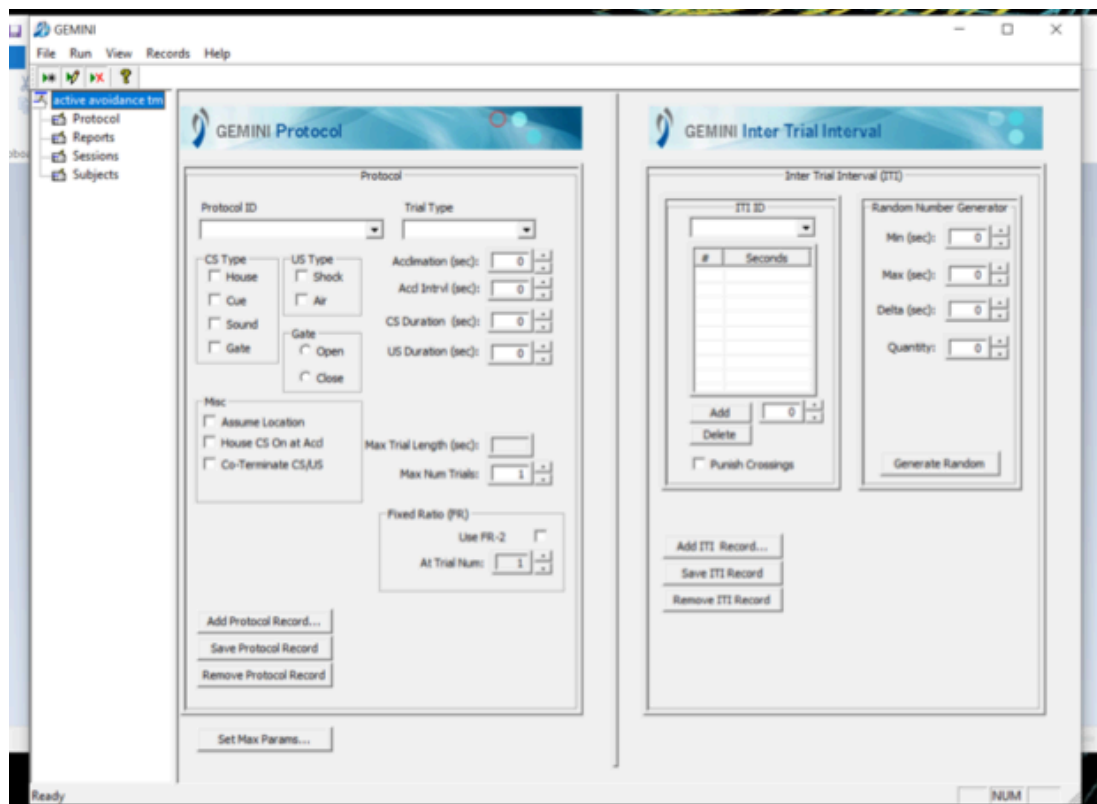 GEMINI
File Run View Records Help
active avoidance tm
Protocol
Reports
Sessions
Subjects
GEMINI Protocol
Protocol
Protocol ID
Trial Type
CS Type
House
Cue
Sound
Gate
US Type
Shock
Air
Gate
Open
Close
Acclmation (sec): 0
Accl Intrvl (sec): 0
CS Duration (sec): 0
US Duration (sec): 0
Misc
Assume Location
House CS On at Accl
Co-Terminate CS/US
Max Trial Length (sec):
Max Num Trials: 1
Fixed Ratio (FR)
Use FR-2
At Trial Num: 1
Add Protocol Record...
Save Protocol Record
Remove Protocol Record
Set Max Params...
GEMINI Inter Trial Interval
Inter Trial Interval (ITI)
ITI ID
# Seconds
Add 0
Delete
Punish Crossings
Random Number Generator
Min (sec): 0
Max (sec): 0
Delta (sec): 0
Quantity: 0
Generate Random
Add ITI Record...
Save ITI Record
Remove ITI Record
Ready
NUM